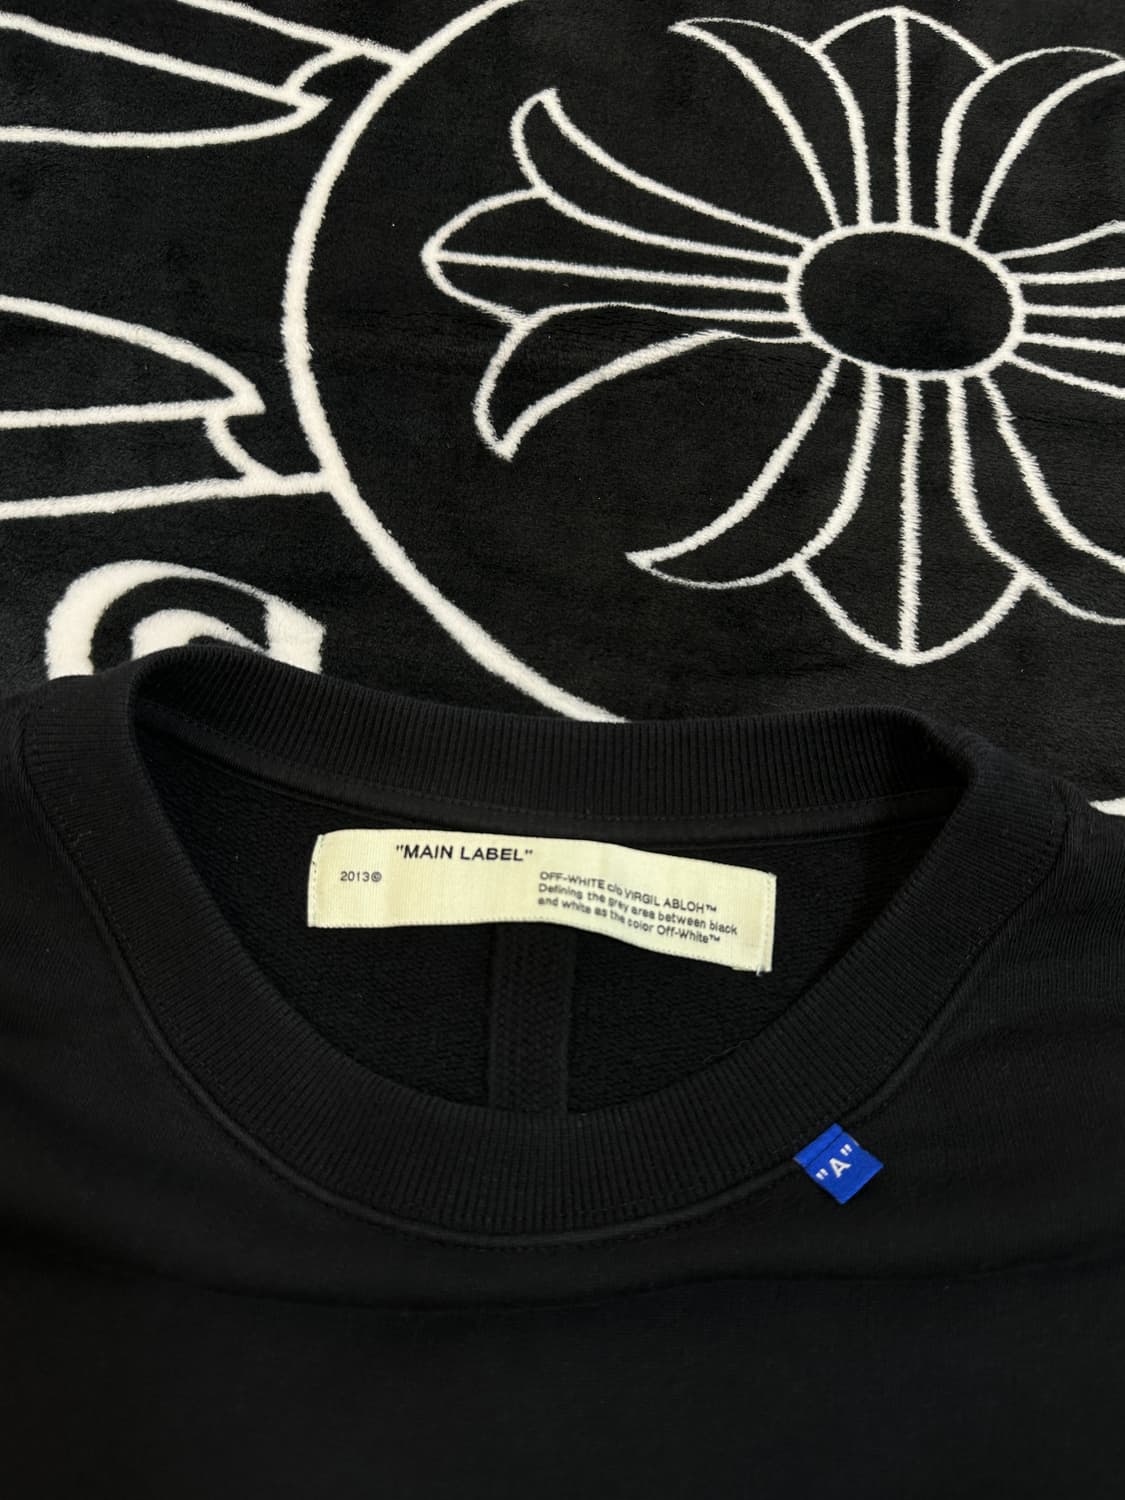 "MAIN LABEL"
2013©
OFF-WHITE c/o VIRGIL ABLOH™
Defining the grey area between black
and white as the color Off-White™
"A"